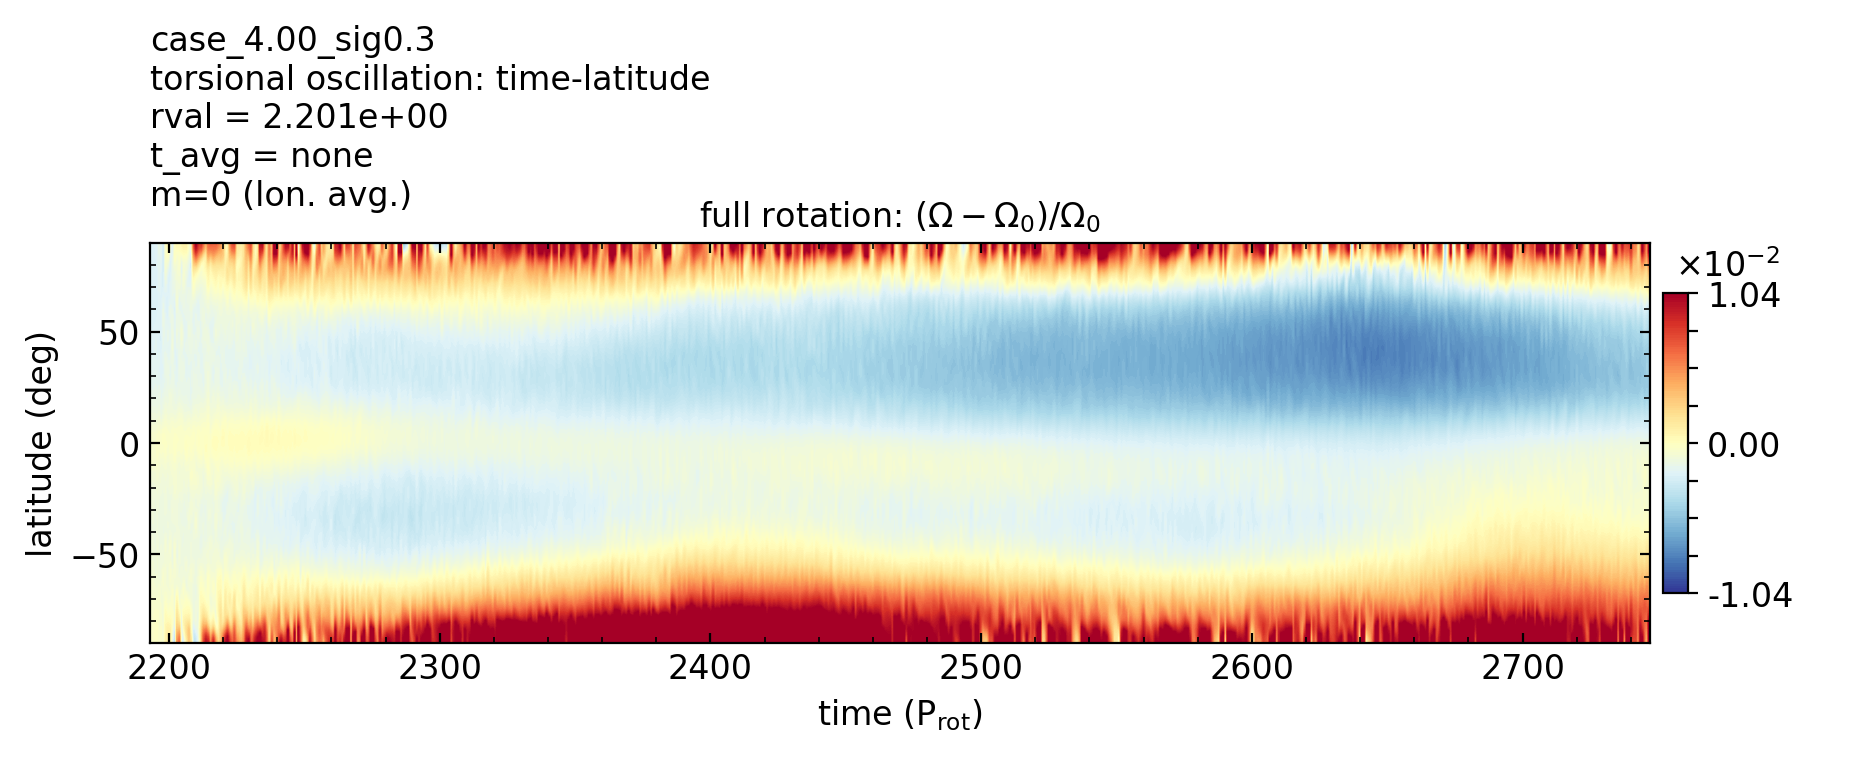 case_4.00_sig0.3
torsional oscillation: time-latitude
rval = 2.201e+00
t_avg = none
m=0 (lon. avg.)
full rotation: (Ω − Ω₀)/Ω₀
×10⁻²
1.04
0.00
-1.04
latitude (deg)
50
0
−50
2200 2300 2400 2500 2600 2700
time (P_rot)